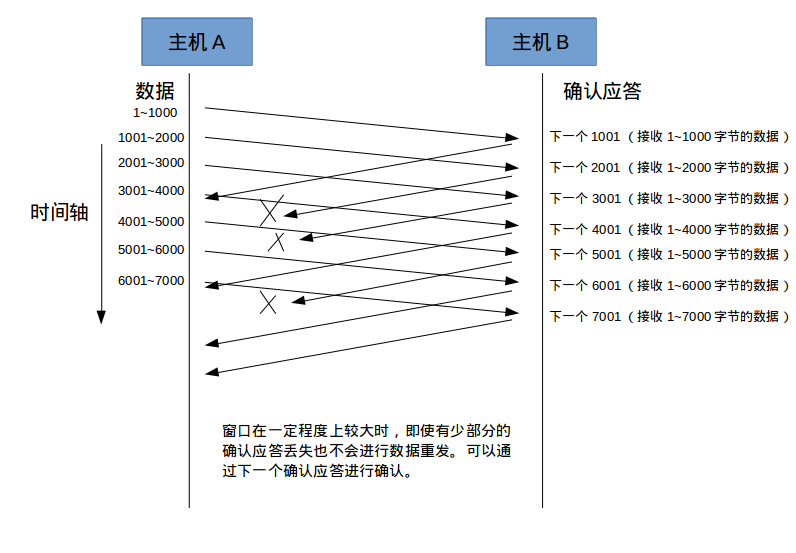 主机 A
主机 B
数据
确认应答
1~1000
1001~2000
下一个 1001 （接收 1~1000 字节的数据 ）
2001~3000
下一个 2001 （接收 1~2000 字节的数据 ）
3001~4000
下一个 3001 （接收 1~3000 字节的数据 ）
时间轴
4001~5000
下一个 4001 （接收 1~4000 字节的数据 ）
5001~6000
下一个 5001 （接收 1~5000 字节的数据 ）
6001~7000
下一个 6001 （接收 1~6000 字节的数据 ）
下一个 7001 （接收 1~7000 字节的数据 ）
窗口在一定程度上较大时，即使有少部分的
确认应答丢失也不会进行数据重发。可以通
过下一个确认应答进行确认。